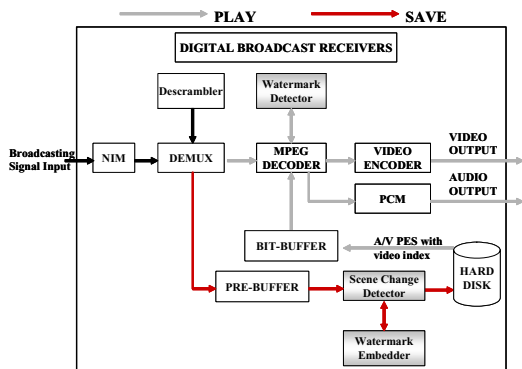 PLAY
SAVE
DIGITAL BROADCAST RECEIVERS
Descrambler
Watermark
Detector
Broadcasting
Signal Input
NIM
DEMUX
MPEG
DECODER
VIDEO
ENCODER
VIDEO
OUTPUT
PCM
AUDIO
OUTPUT
BIT-BUFFER
A/V PES with
video index
HARD
DISK
PRE-BUFFER
Scene Change
Detector
Watermark
Embedder